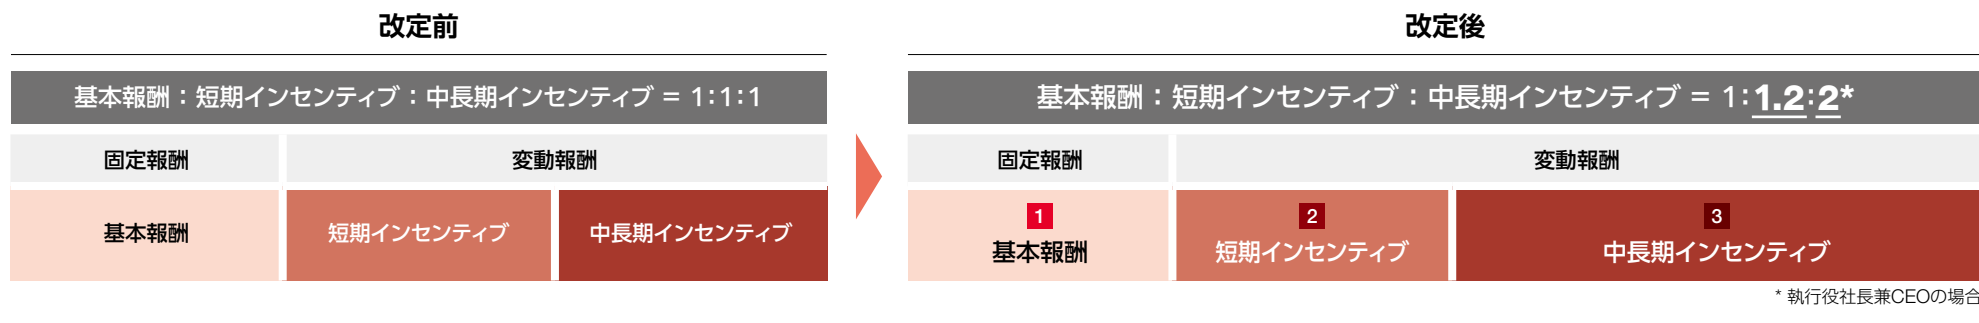 改定前
基本報酬：短期インセンティブ：中長期インセンティブ = 1：1：1
固定報酬
変動報酬
基本報酬
短期インセンティブ
中長期インセンティブ
改定後
基本報酬：短期インセンティブ：中長期インセンティブ = 1：1.2：2*
固定報酬
変動報酬
1
基本報酬
2
短期インセンティブ
3
中長期インセンティブ
* 執行役社長兼CEOの場合